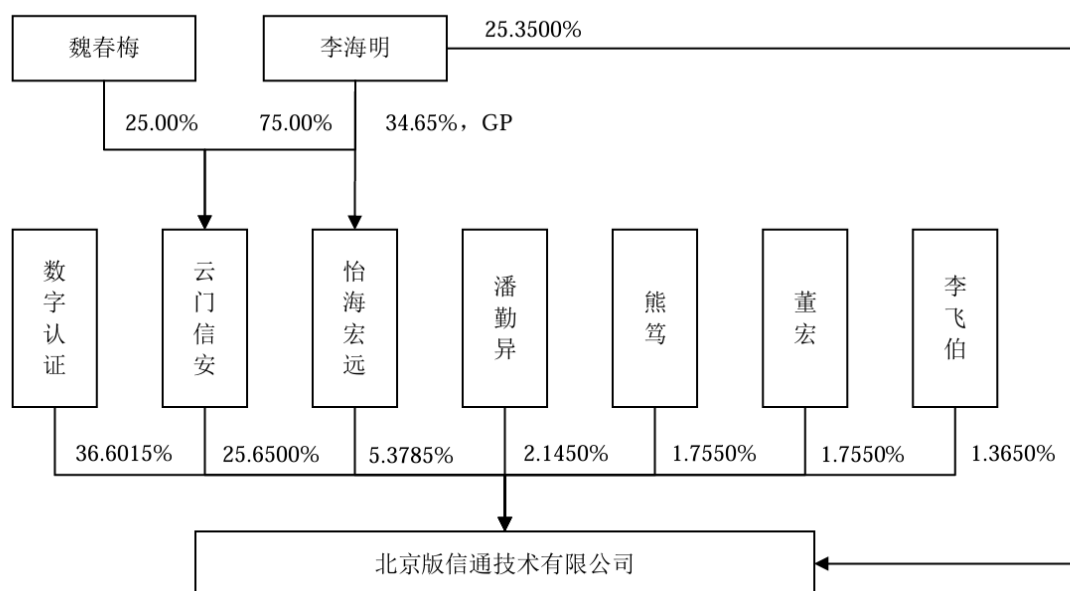 魏春梅
李海明
25.3500%
25.00%
75.00%
34.65%，GP
数字认证
云门信安
怡海宏远
潘勤异
熊笃
董宏
李飞伯
36.6015%
25.6500%
5.3785%
2.1450%
1.7550%
1.7550%
1.3650%
北京版信通技术有限公司